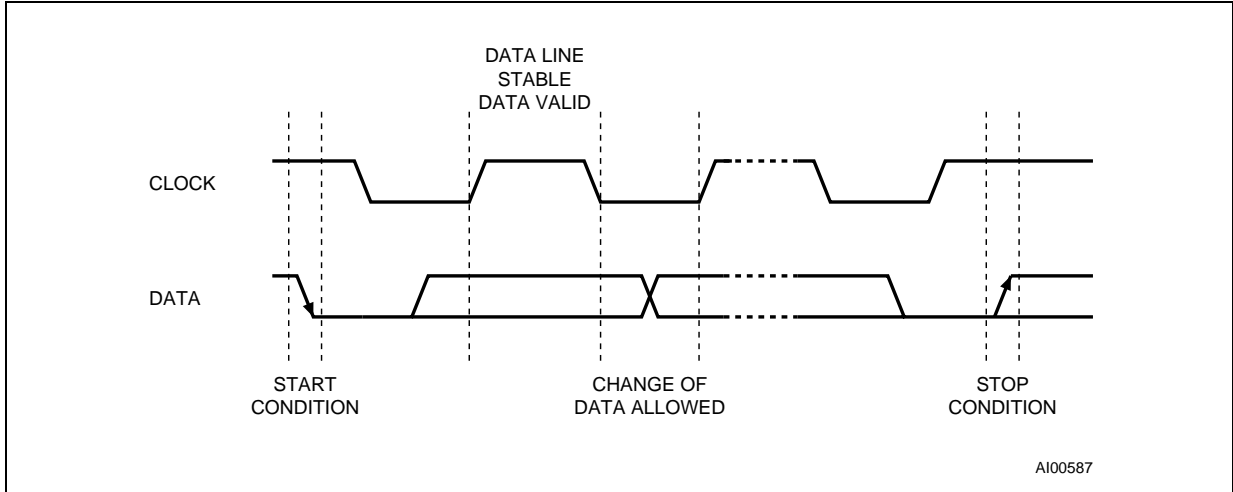 DATA LINE
STABLE
DATA VALID
CLOCK
DATA
START
CONDITION
CHANGE OF
DATA ALLOWED
STOP
CONDITION
AI00587